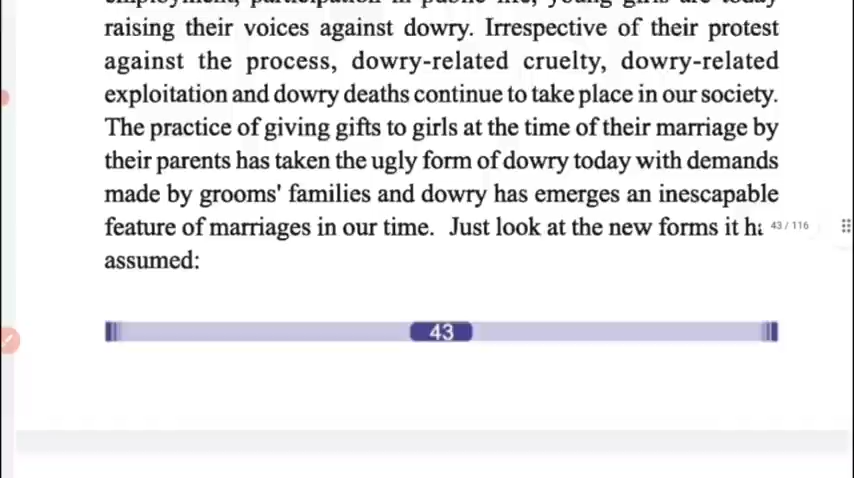 raising their voices against dowry. Irrespective of their protest
against the process, dowry-related cruelty, dowry-related
exploitation and dowry deaths continue to take place in our society.
The practice of giving gifts to girls at the time of their marriage by
their parents has taken the ugly form of dowry today with demands
made by grooms' families and dowry has emerges an inescapable
feature of marriages in our time. Just look at the new forms it 43 / 116
assumed:
43